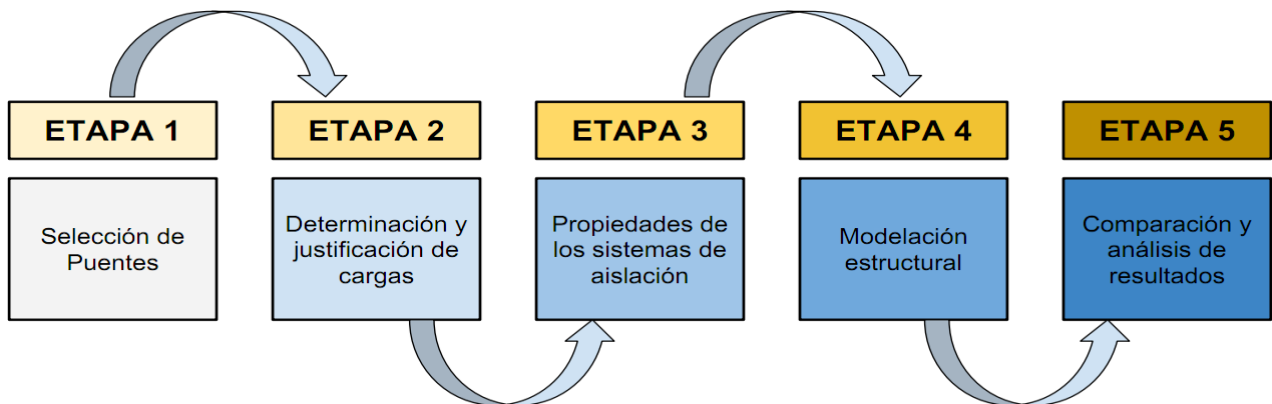 ETAPA 1
ETAPA 2
ETAPA 3
ETAPA 4
ETAPA 5
Selección de
Puentes
Determinación y
justificación de
cargas
Propiedades de
los sistemas de
aislación
Modelación
estructural
Comparación y
análisis de
resultados